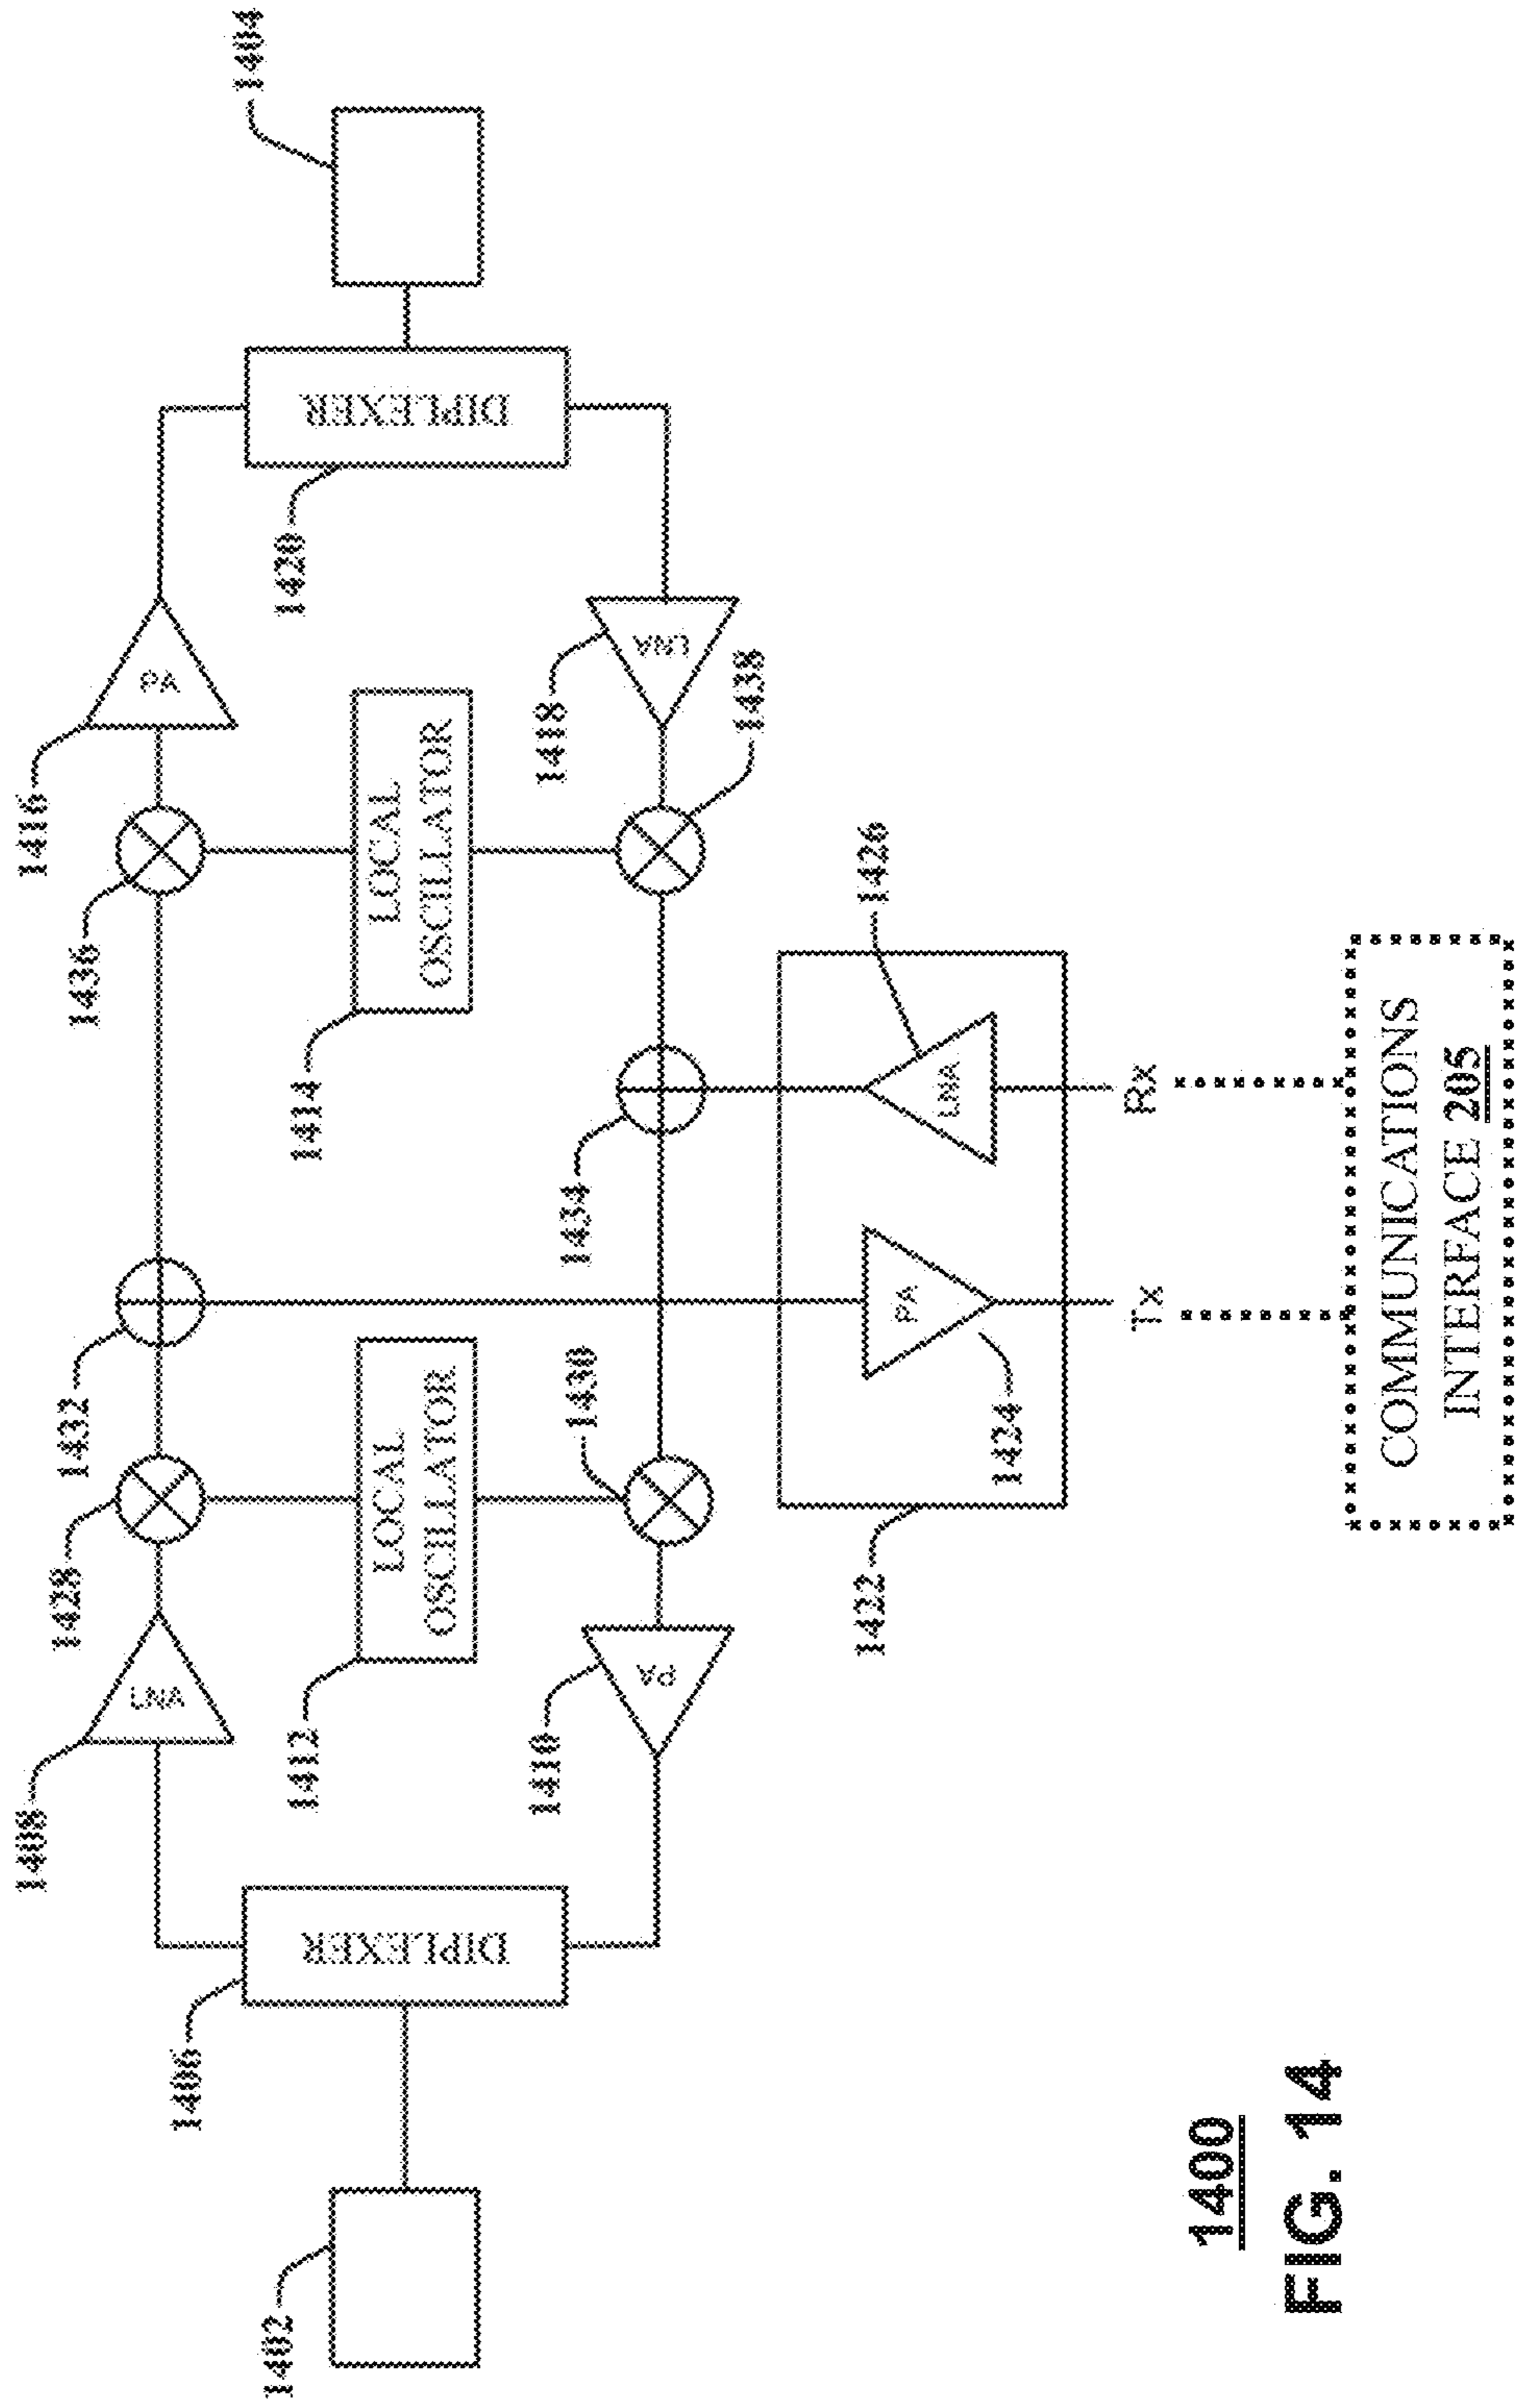 1408
1416
1428
1432
1436
LNA
PA
1406
1404
1402
1412
1414
1420
DIPLEXER
LOCAL
OSCILLATOR
LOCAL
OSCILLATOR
DIPLEXER
1410
1430
1434
1418
PA
LNA
1438
1422
1426
PA
LNA
1424
Tx
Rx
1400
FIG. 14
COMMUNICATIONS
INTERFACE 205